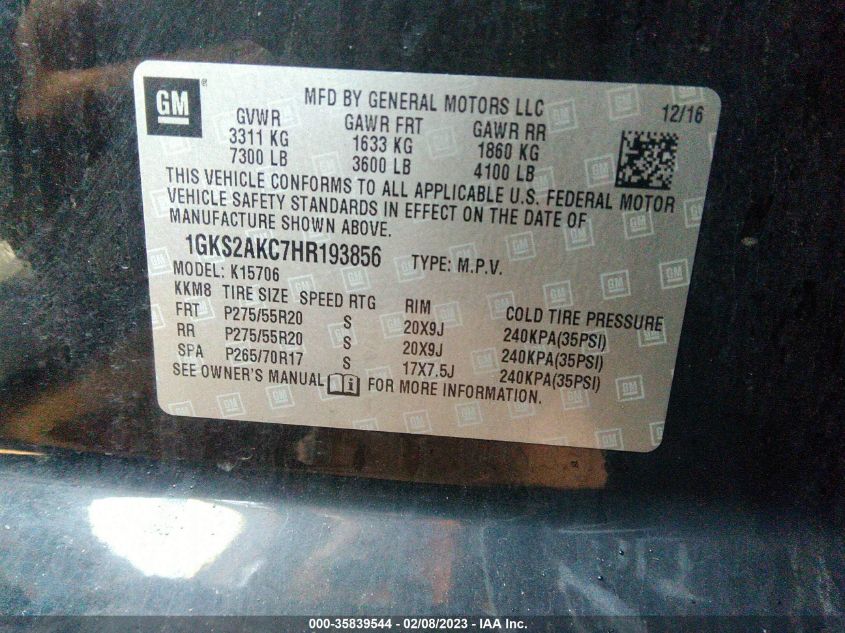 GM ®
MFD BY GENERAL MOTORS LLC 12/16
GVWR GAWR FRT GAWR RR
3311 KG 1633 KG 1860 KG
7300 LB 3600 LB 4100 LB
THIS VEHICLE CONFORMS TO ALL APPLICABLE U.S. FEDERAL MOTOR
VEHICLE SAFETY STANDARDS IN EFFECT ON THE DATE OF
MANUFACTURE SHOWN ABOVE.
1GKS2AKC7HR193856 TYPE: M.P.V.
MODEL: K15706
KKM8 TIRE SIZE SPEED RTG RIM COLD TIRE PRESSURE
FRT P275/55R20 S 20X9J 240KPA(35PSI)
RR P275/55R20 S 20X9J 240KPA(35PSI)
SPA P265/70R17 S 17X7.5J 240KPA(35PSI)
SEE OWNER'S MANUAL FOR MORE INFORMATION.
000-35839544 - 02/08/2023 - IAA Inc.